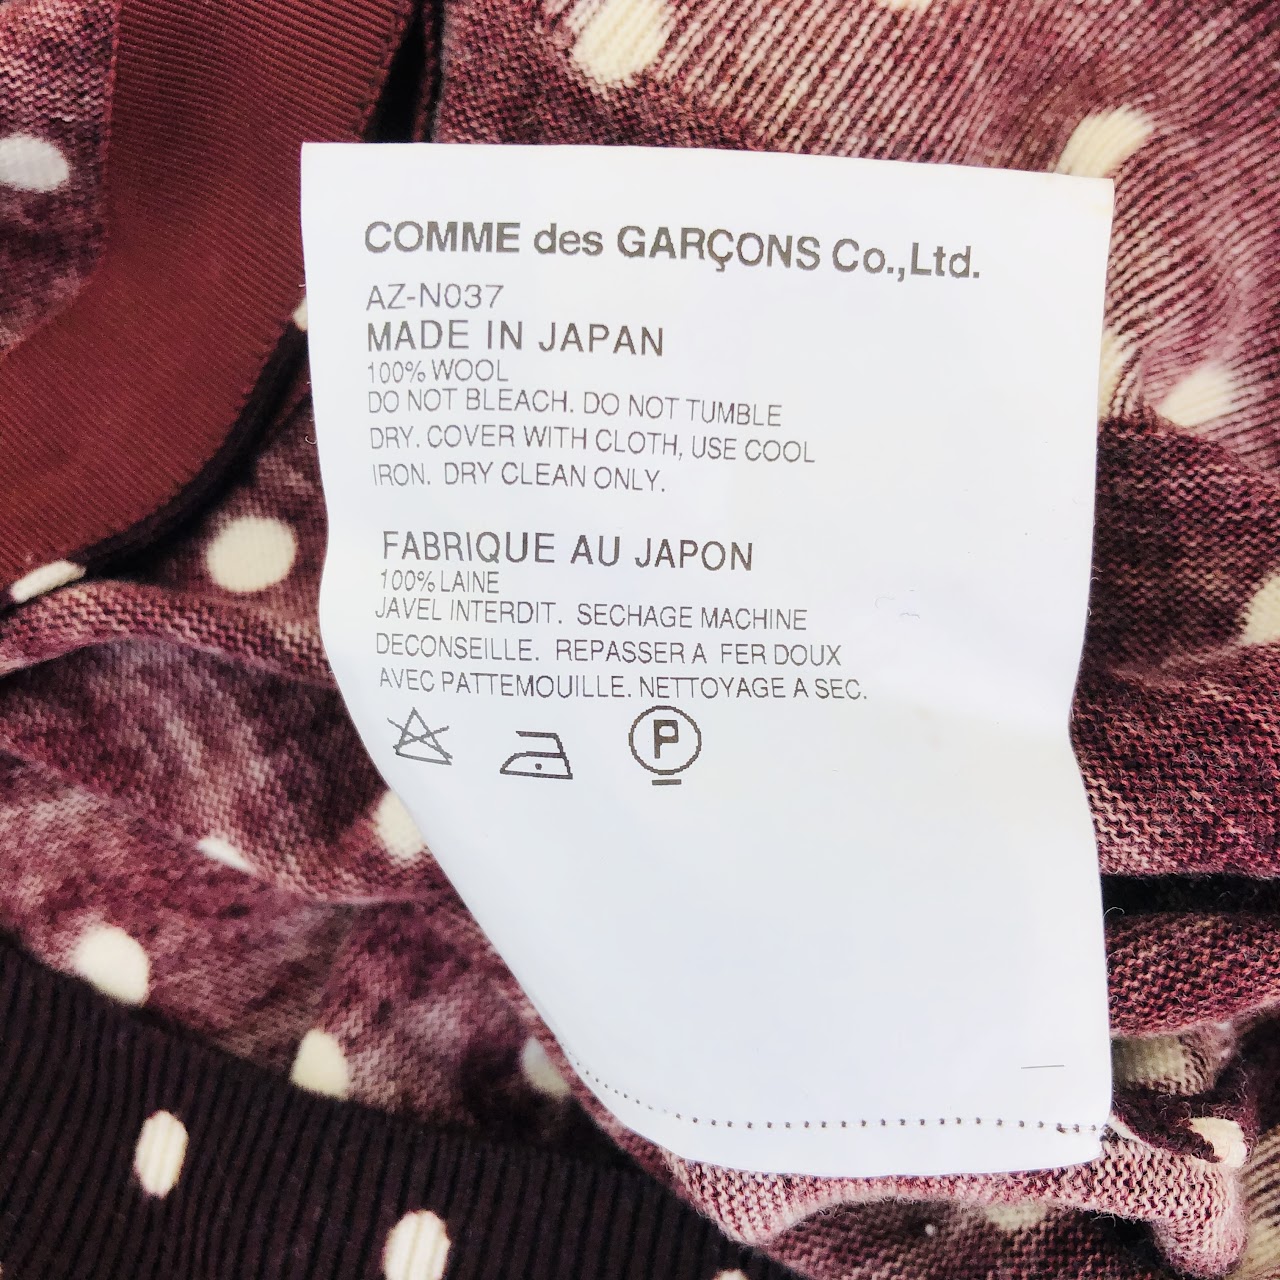 COMME des GARÇONS Co.,Ltd.
AZ-N037
MADE IN JAPAN
100% WOOL
DO NOT BLEACH. DO NOT TUMBLE
DRY. COVER WITH CLOTH, USE COOL
IRON. DRY CLEAN ONLY.
FABRIQUE AU JAPON
100% LAINE
JAVEL INTERDIT. SECHAGE MACHINE
DECONSEILLE. REPASSER A FER DOUX
AVEC PATTEMOUILLE. NETTOYAGE A SEC.
P